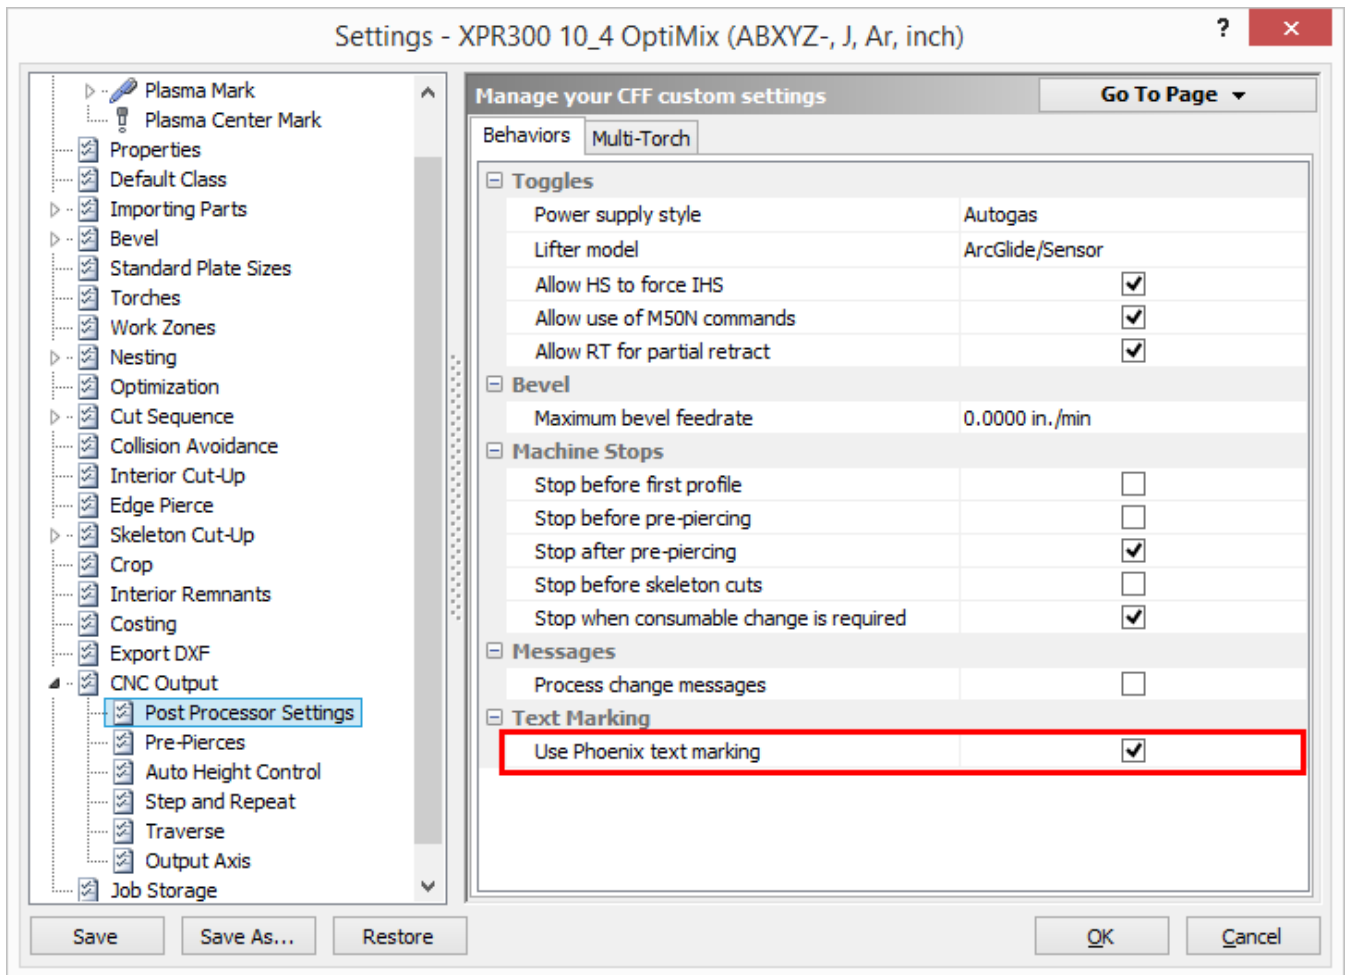 Settings - XPR300 10_4 OptiMix (ABXYZ-, J, Ar, inch)
?
×
Plasma Mark
Plasma Center Mark
Properties
Default Class
Importing Parts
Bevel
Standard Plate Sizes
Torches
Work Zones
Nesting
Optimization
Cut Sequence
Collision Avoidance
Interior Cut-Up
Edge Pierce
Skeleton Cut-Up
Crop
Interior Remnants
Costing
Export DXF
CNC Output
Post Processor Settings
Pre-Pierces
Auto Height Control
Step and Repeat
Traverse
Output Axis
Job Storage
Manage your CFF custom settings
Go To Page
Behaviors Multi-Torch
Toggles
Power supply style Autogas
Lifter model ArcGlide/Sensor
Allow HS to force IHS
Allow use of M50N commands
Allow RT for partial retract
Bevel
Maximum bevel feedrate 0.0000 in./min
Machine Stops
Stop before first profile
Stop before pre-piercing
Stop after pre-piercing
Stop before skeleton cuts
Stop when consumable change is required
Messages
Process change messages
Text Marking
Use Phoenix text marking
Save Save As... Restore OK Cancel